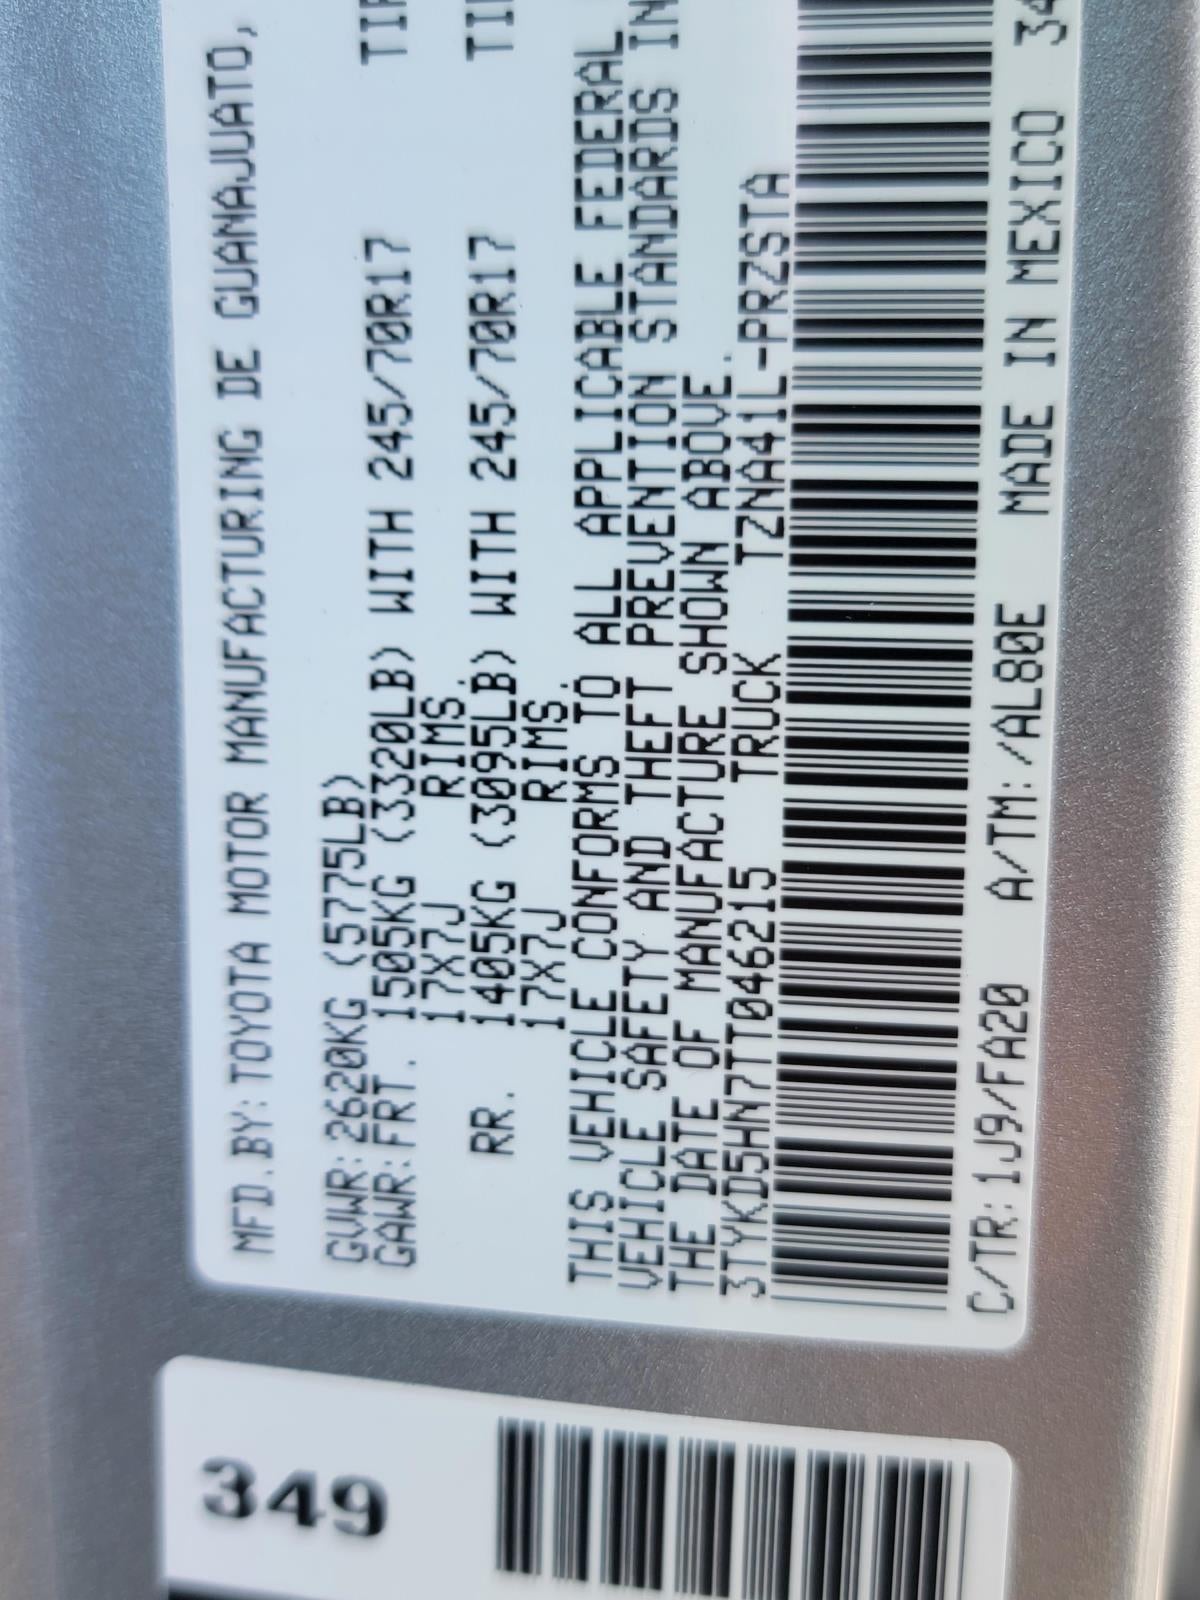 MFD.BY:TOYOTA MOTOR MANUFACTURING DE GUANAJUATO,
GVWR:2620KG (5775LB)
GAWR:FRT. 1505KG (3320LB) WITH 245/70R17
17X7J RIMS.
RR. 1405KG (3095LB) WITH 245/70R17
17X7J RIMS.
THIS VEHICLE CONFORMS TO ALL APPLICABLE FEDERAL
VEHICLE SAFETY AND THEFT PREVENTION STANDARDS IN
THE DATE OF MANUFACTURE SHOWN ABOVE.
3TYKD5HN7TT046215 TRUCK TZNA41L-PRZSTA
C/TR:1J9/FA20 A/TM:/AL80E MADE IN MEXICO 34
349